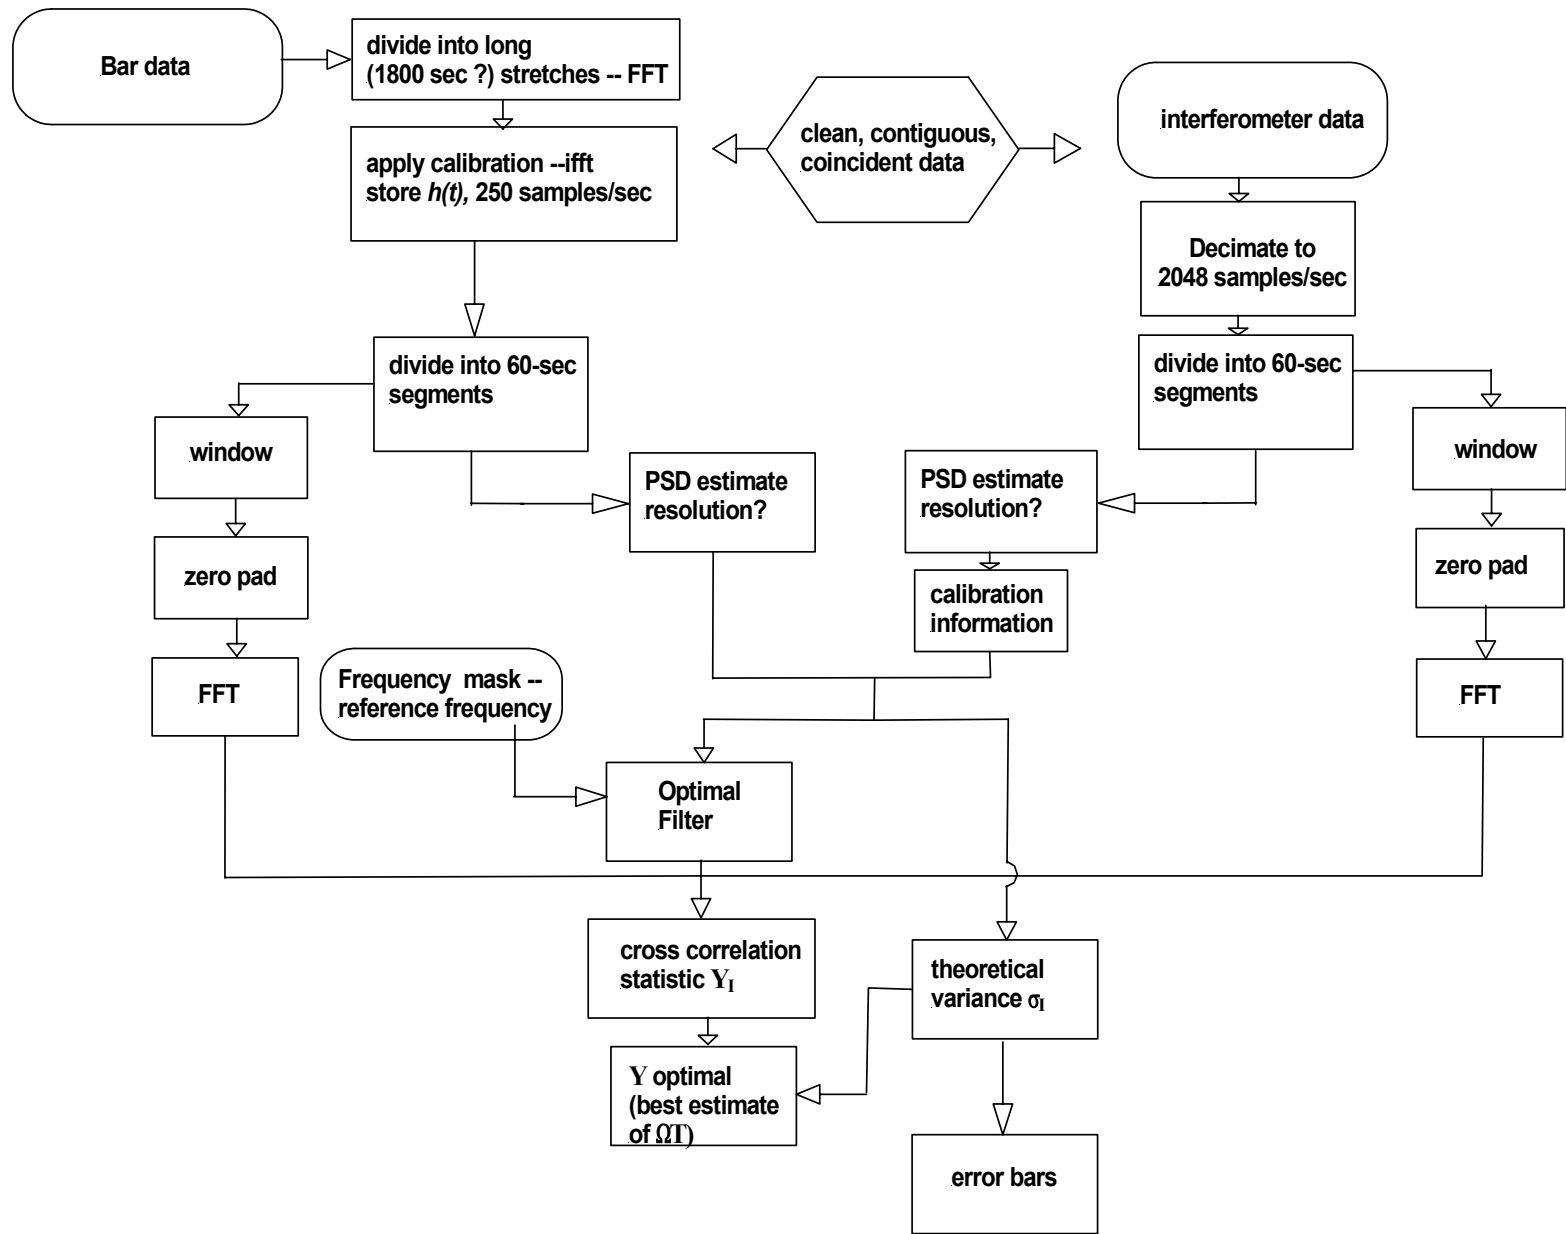 Bar data
divide into long
(1800 sec ?) stretches -- FFT
apply calibration --ifft
store h(t), 250 samples/sec
clean, contiguous,
coincident data
interferometer data
Decimate to
2048 samples/sec
divide into 60-sec
segments
divide into 60-sec
segments
window
PSD estimate
resolution?
PSD estimate
resolution?
window
zero pad
calibration
information
zero pad
FFT
Frequency mask --
reference frequency
FFT
Optimal
Filter
cross correlation
statistic YI
theoretical
variance σI
Y optimal
(best estimate
of ΩT)
error bars